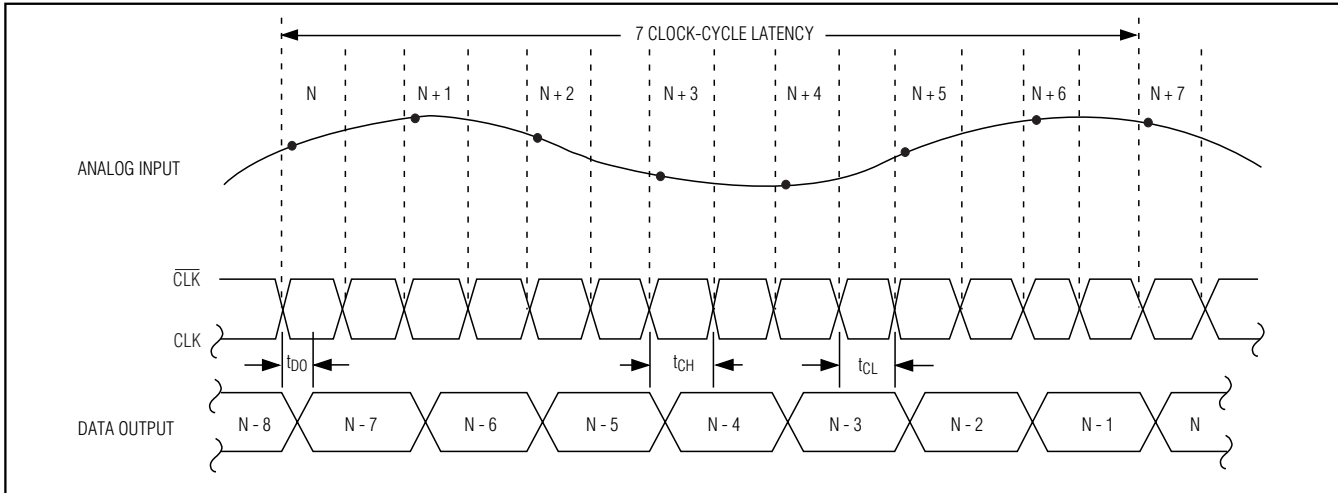 7 CLOCK-CYCLE LATENCY
N N + 1 N + 2 N + 3 N + 4 N + 5 N + 6 N + 7
ANALOG INPUT
CLK
CLK
tDO tCH tCL
DATA OUTPUT N - 8 N - 7 N - 6 N - 5 N - 4 N - 3 N - 2 N - 1 N